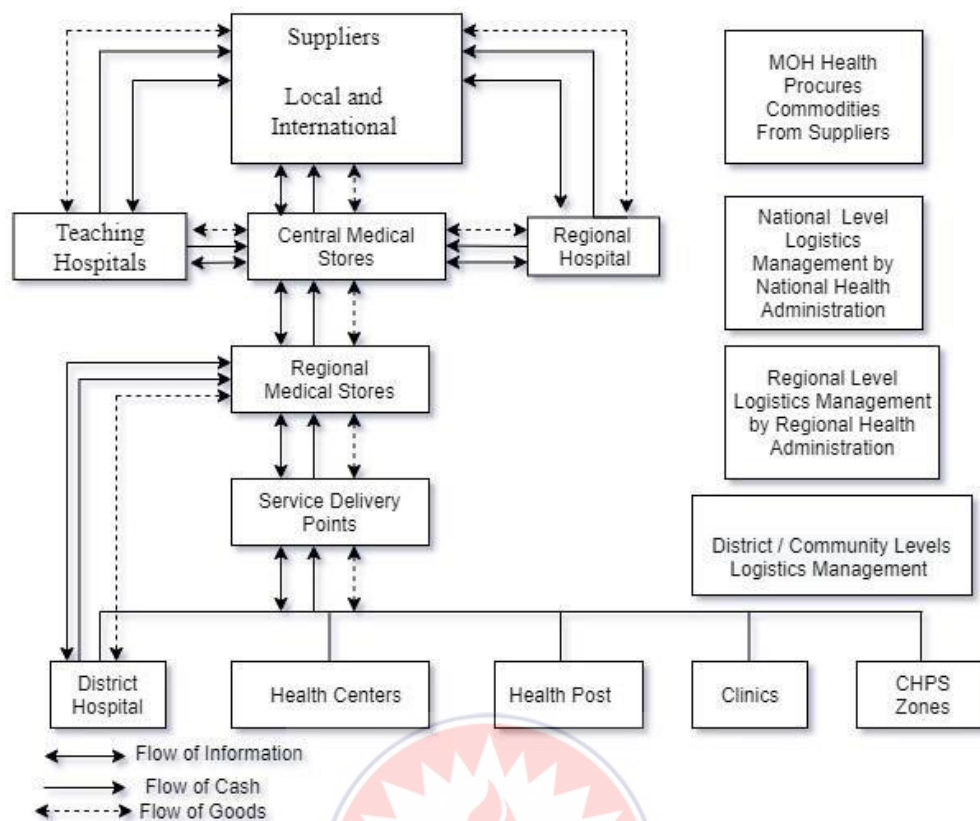 Suppliers
Local and
International
MOH Health
Procures
Commodities
From Suppliers
Teaching
Hospitals
Central Medical
Stores
Regional
Hospital
National Level
Logistics
Management by
National Health
Administration
Regional
Medical Stores
Regional Level
Logistics Management
by Regional Health
Administration
Service Delivery
Points
District / Community Levels
Logistics Management
District
Hospital
Health Centers
Health Post
Clinics
CHPS
Zones
Flow of Information
Flow of Cash
Flow of Goods